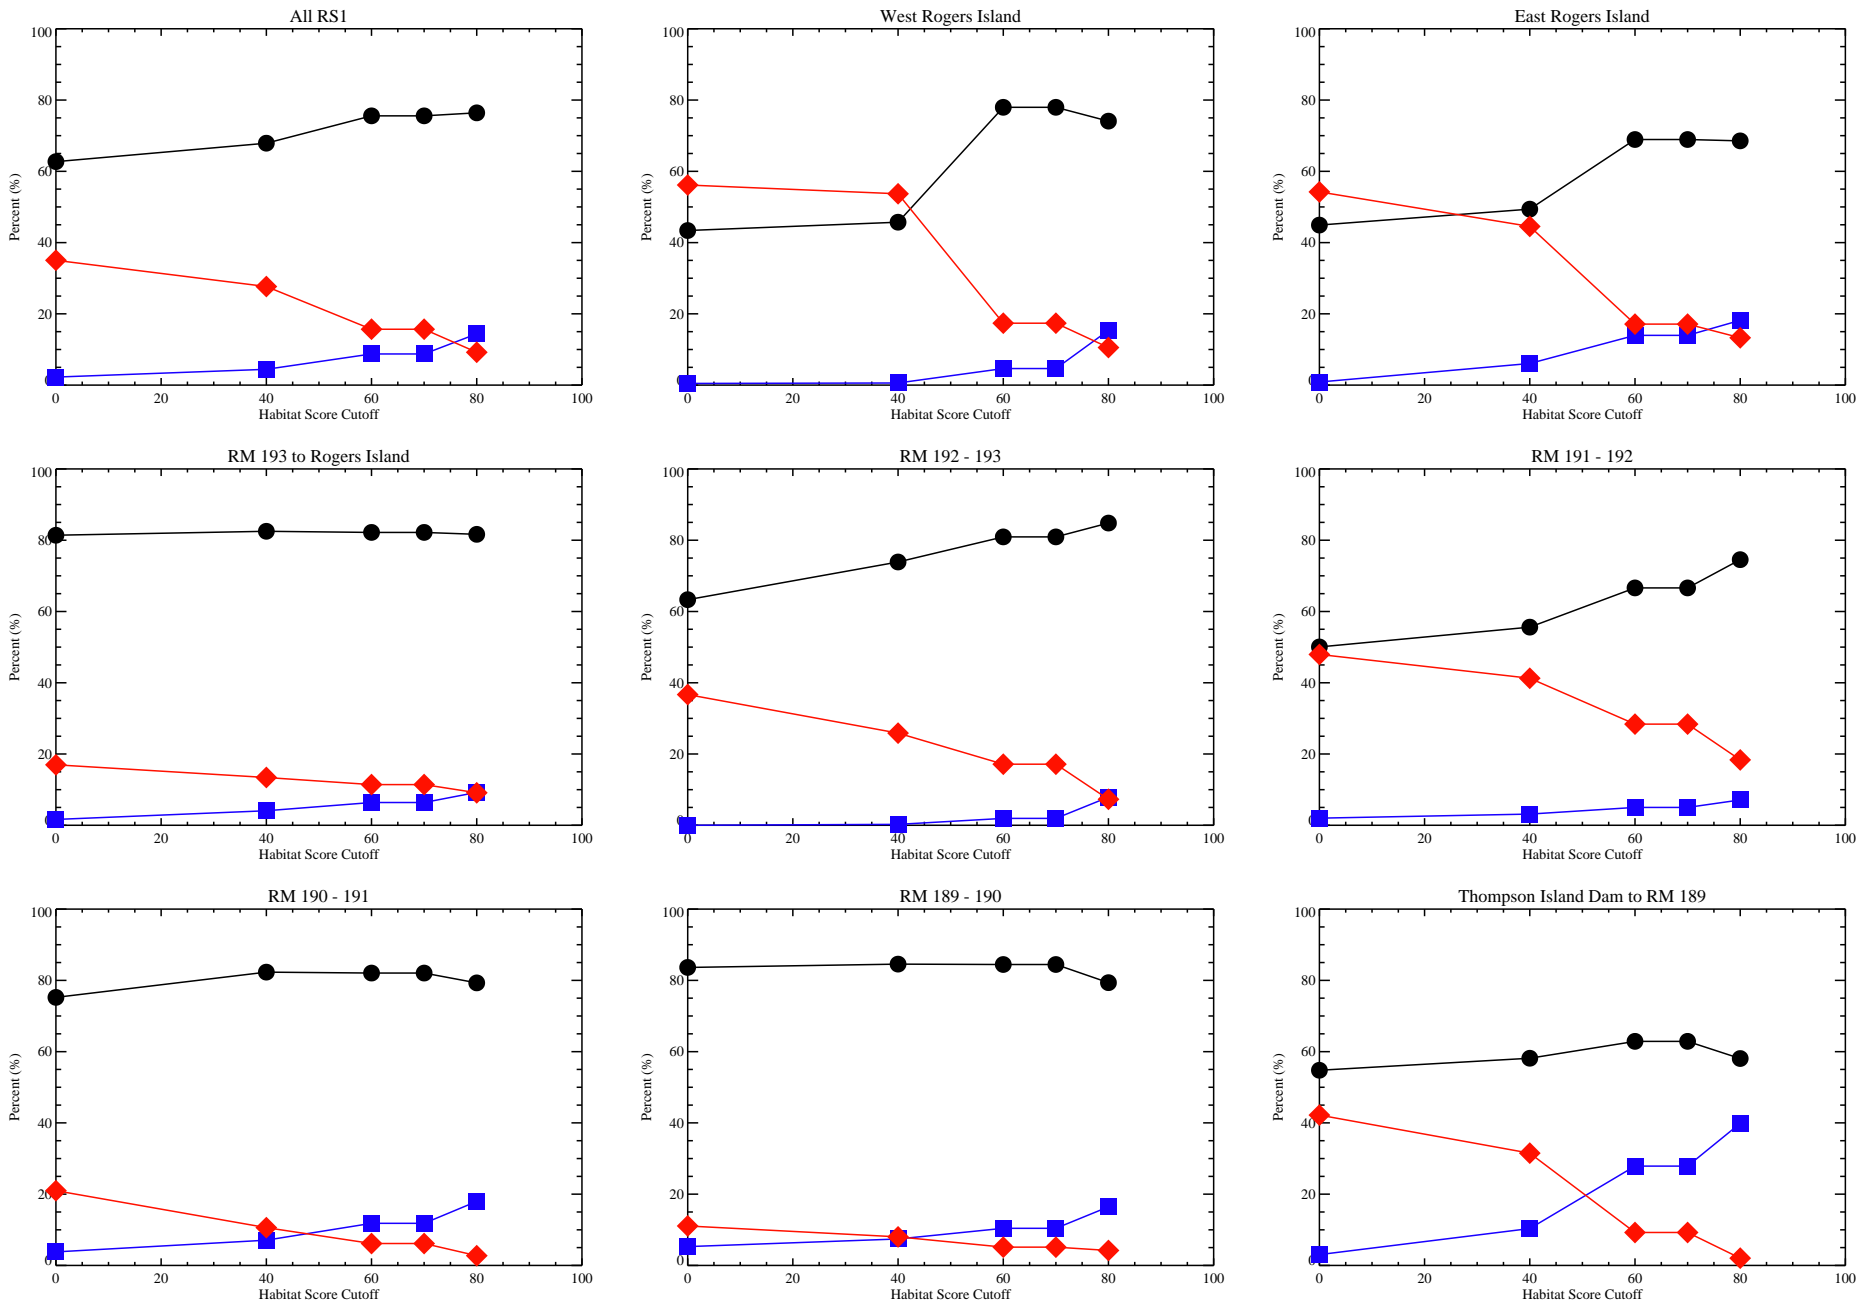 All RS1
100
80
60
40
20
0
Percent (%)
0 20 40 60 80 100
Habitat Score Cutoff
West Rogers Island
100
80
60
40
20
0
Percent (%)
0 20 40 60 80 100
Habitat Score Cutoff
East Rogers Island
100
80
60
40
20
0
Percent (%)
0 20 40 60 80 100
Habitat Score Cutoff
RM 193 to Rogers Island
100
80
60
40
20
0
Percent (%)
0 20 40 60 80 100
Habitat Score Cutoff
RM 192 - 193
100
80
60
40
20
0
Percent (%)
0 20 40 60 80 100
Habitat Score Cutoff
RM 191 - 192
100
80
60
40
20
0
Percent (%)
0 20 40 60 80 100
Habitat Score Cutoff
RM 190 - 191
100
80
60
40
20
0
Percent (%)
0 20 40 60 80 100
Habitat Score Cutoff
RM 189 - 190
100
80
60
40
20
0
Percent (%)
0 20 40 60 80 100
Habitat Score Cutoff
Thompson Island Dam to RM 189
100
80
60
40
20
0
Percent (%)
0 20 40 60 80 100
Habitat Score Cutoff